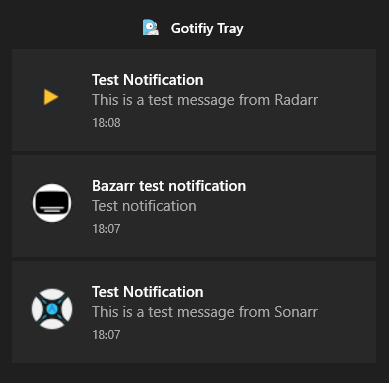 Gotifiy Tray
Test Notification
This is a test message from Radarr
18:08
Bazarr test notification
Test notification
18:07
Test Notification
This is a test message from Sonarr
18:07